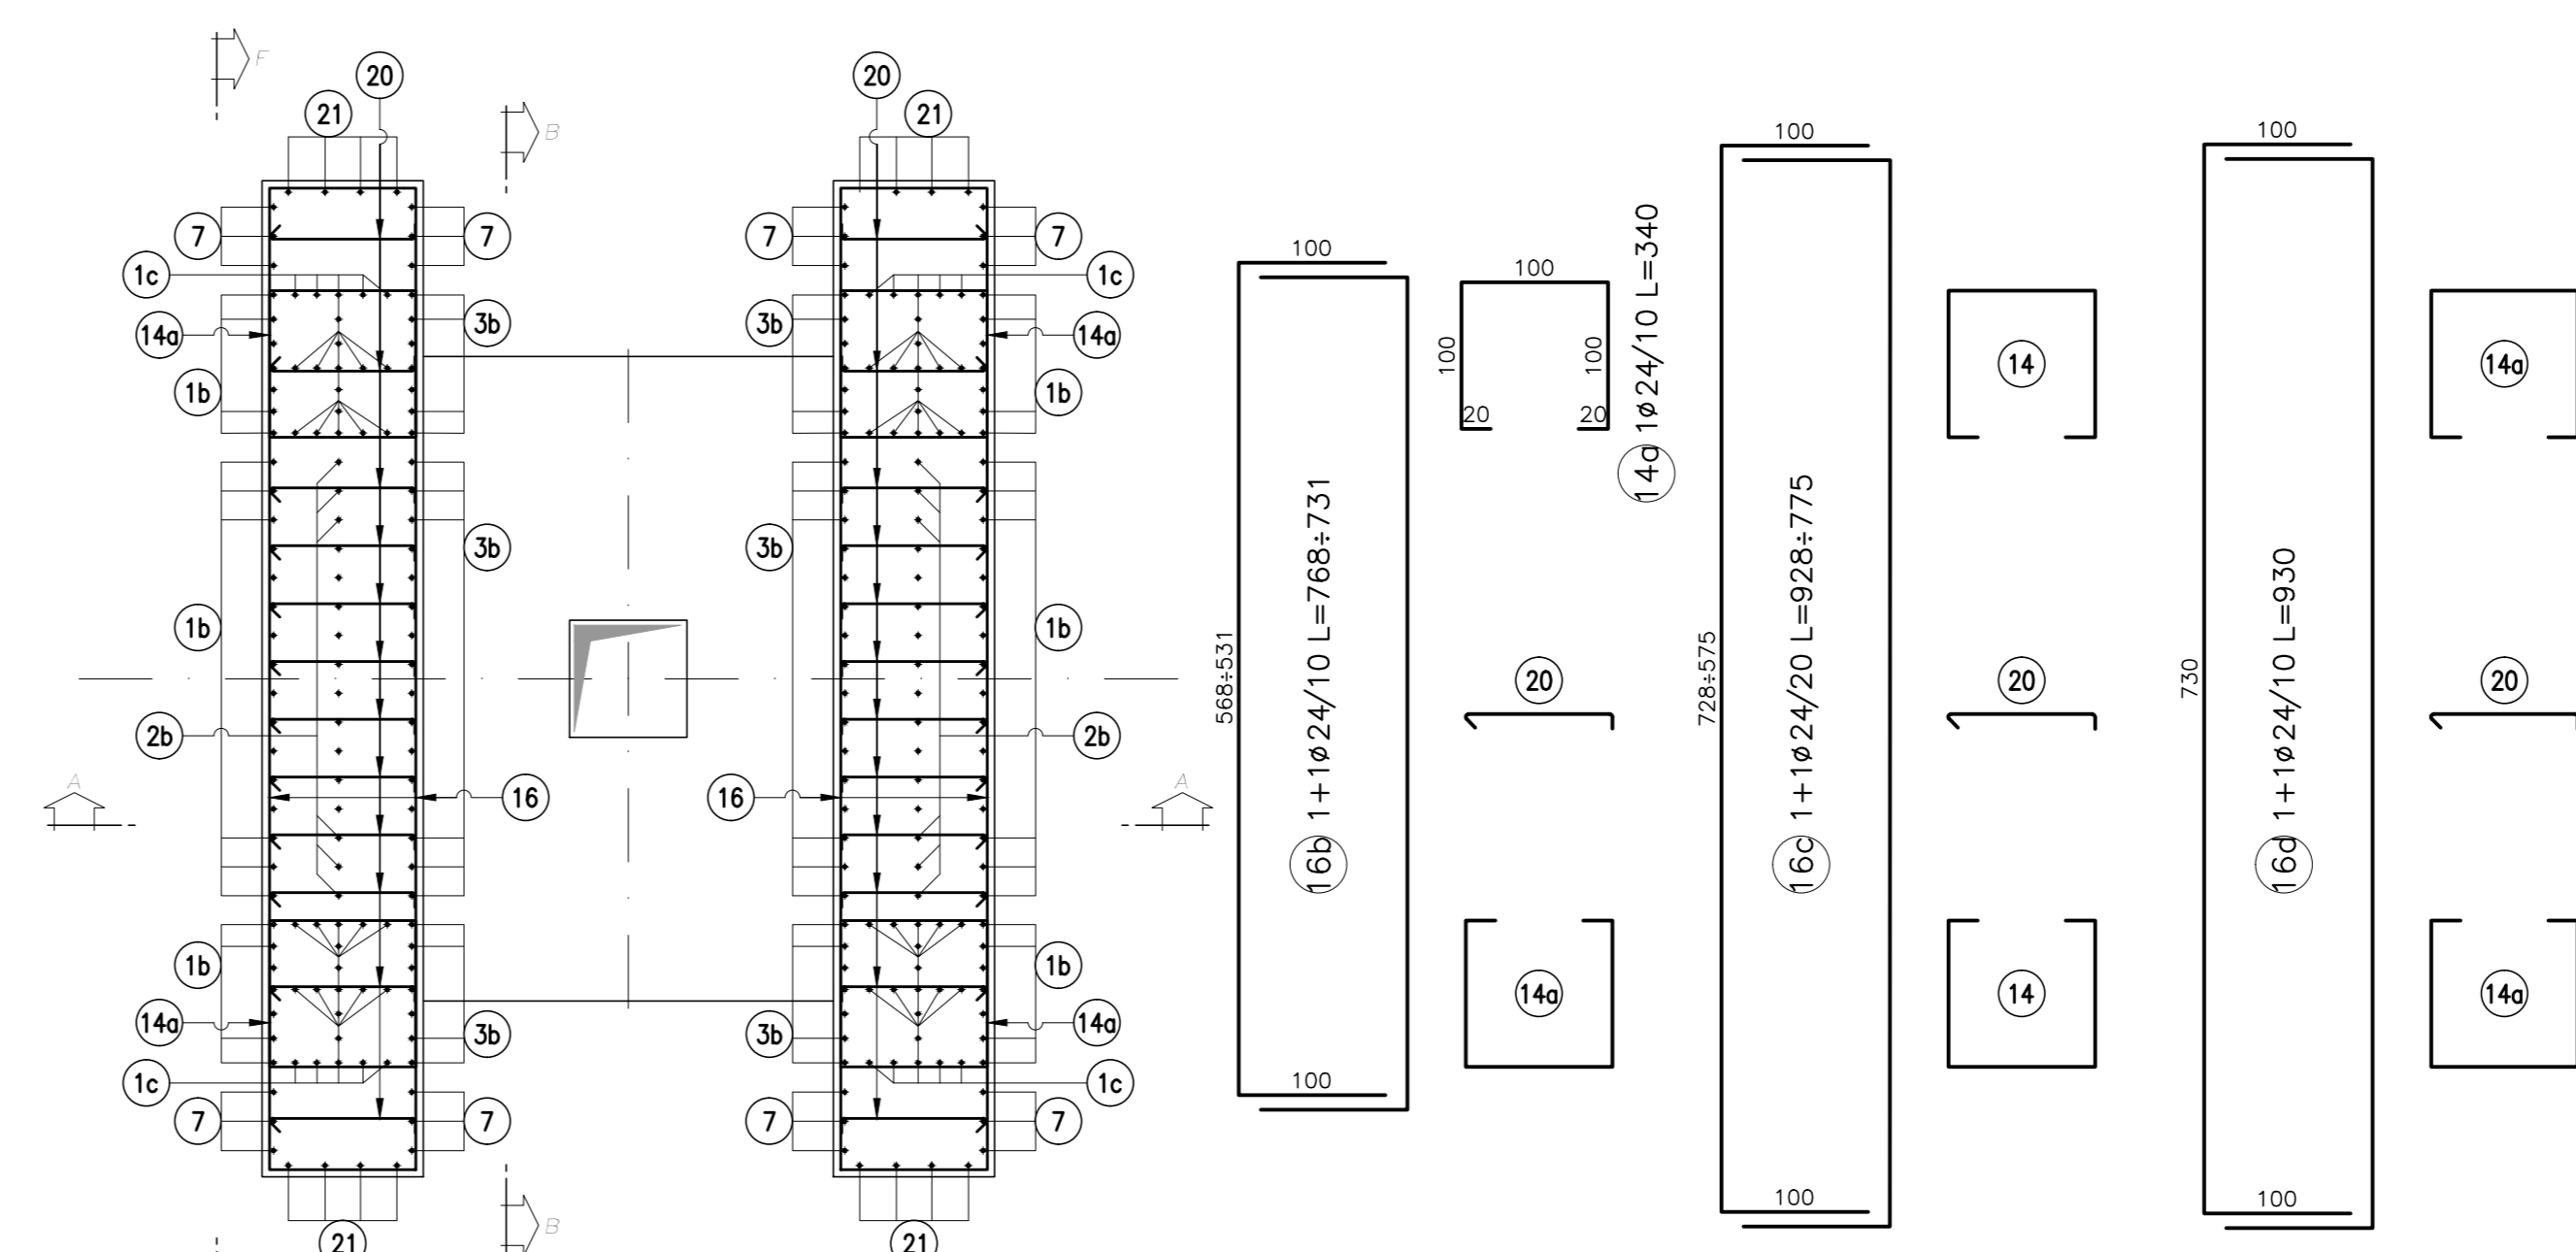 F
20
20
21
21
B
7
7
7
7
1c
1c
3b
3b
14a
14a
1b
1b
3b
3b
1b
1b
2b
2b
A
A
16
16
1b
1b
14a
14a
3b
3b
1c
1c
7
7
7
7
B
21
21
100
568÷531
16b 1+1ø24/10 L=768÷731
100
100
100
100
20
20
14a 1ø24/10 L=340
20
14a
100
728÷575
16c 1+1ø24/20 L=928÷775
100
14
20
14
100
730
16d 1+1ø24/10 L=930
100
14a
20
14a